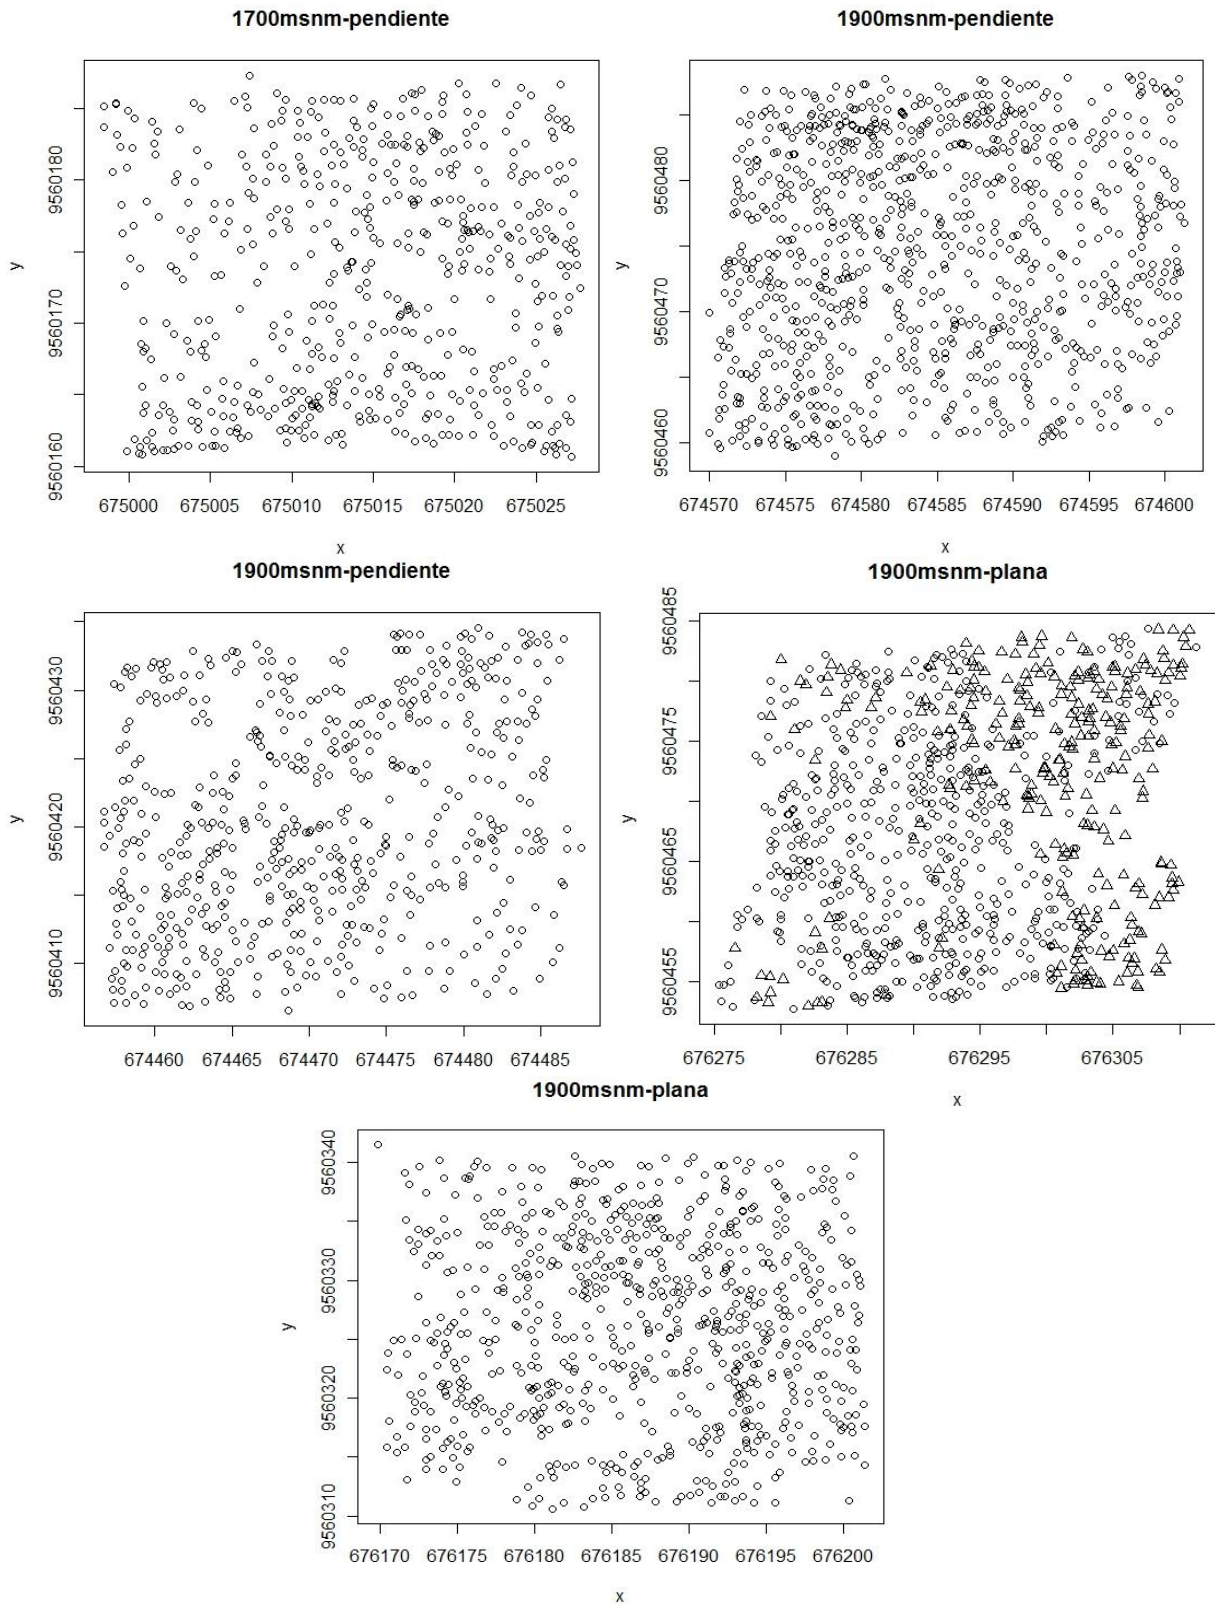 1700msnm-pendiente
y
9560160 9560170 9560180
675000 675005 675010 675015 675020 675025
x
1900msnm-pendiente
y
9560460 9560470 9560480
674570 674575 674580 674585 674590 674595 674600
x
1900msnm-pendiente
y
9560410 9560420 9560430
674460 674465 674470 674475 674480 674485
x
1900msnm-plana
y
9560455 9560465 9560475 9560485
676275 676285 676295 676305
x
1900msnm-plana
y
9560310 9560320 9560330 9560340
676170 676175 676180 676185 676190 676195 676200
x